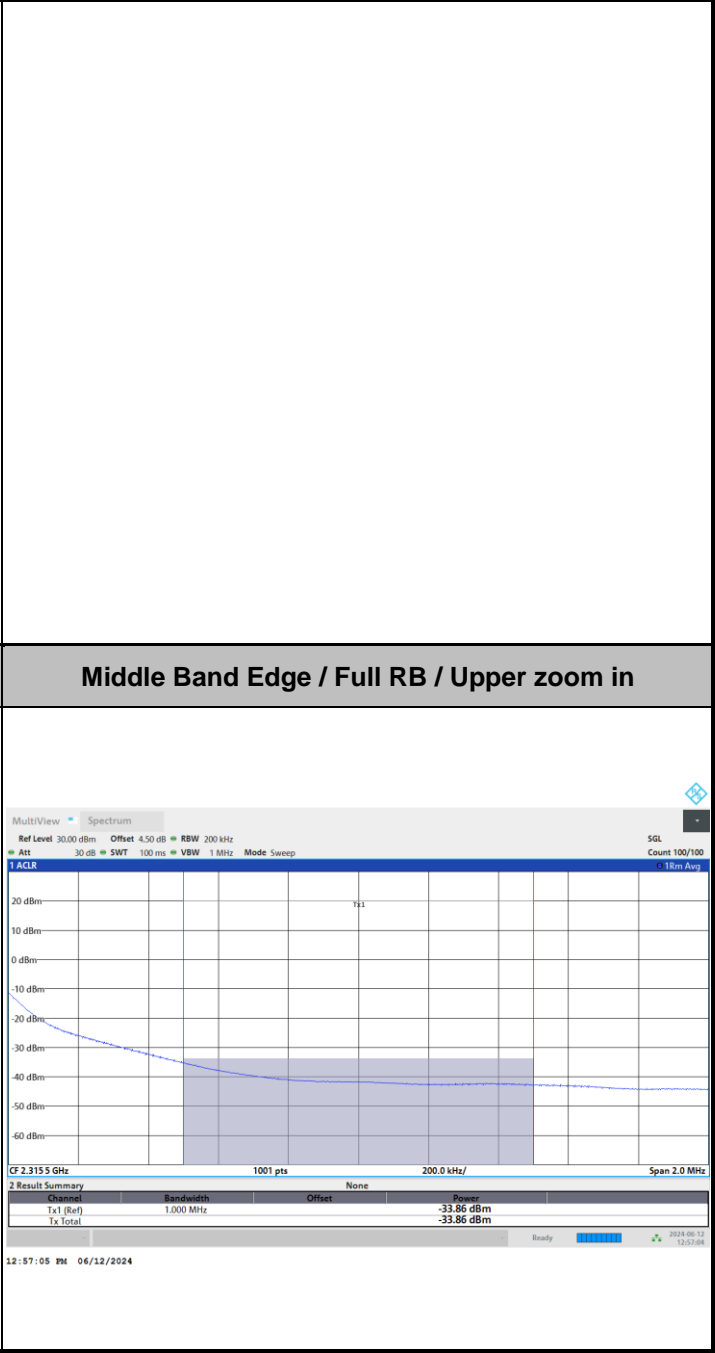 Middle Band Edge / Full RB / Upper zoom in
MultiView Spectrum
Ref Level 30.00 dBm Offset 4.50 dB RBW 200 kHz SGL
Att 30 dB SWT 100 ms VBW 1 MHz Mode Sweep Count 100/100
1 ACLR 1Rm Avg
Tx1
20 dBm
10 dBm
0 dBm
-10 dBm
-20 dBm
-30 dBm
-40 dBm
-50 dBm
-60 dBm
CF 2.315 5 GHz 1001 pts 200.0 kHz/ Span 2.0 MHz
2 Result Summary None
Channel Bandwidth Offset Power
Tx1 (Ref) 1.000 MHz -33.86 dBm
Tx Total -33.86 dBm
Ready 2024-06-12
12:57:04
12:57:05 PM 06/12/2024